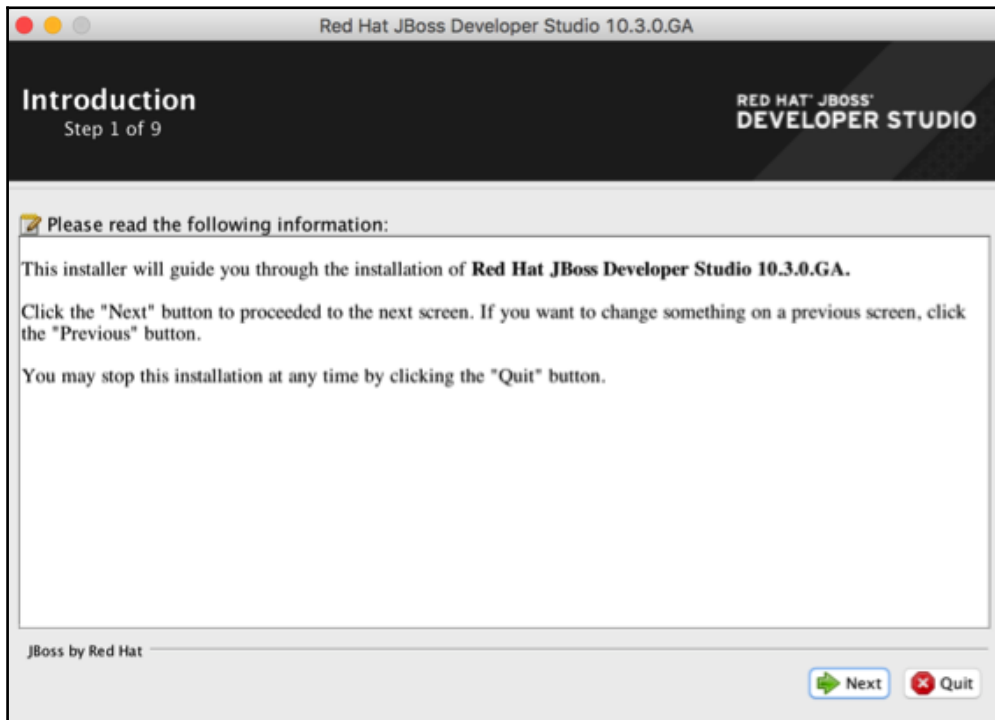 Red Hat JBoss Developer Studio 10.3.0.GA
Introduction
Step 1 of 9
RED HAT® JBOSS®
DEVELOPER STUDIO
Please read the following information:
This installer will guide you through the installation of Red Hat JBoss Developer Studio 10.3.0.GA.
Click the "Next" button to proceeded to the next screen. If you want to change something on a previous screen, click
the "Previous" button.
You may stop this installation at any time by clicking the "Quit" button.
JBoss by Red Hat
Next
Quit